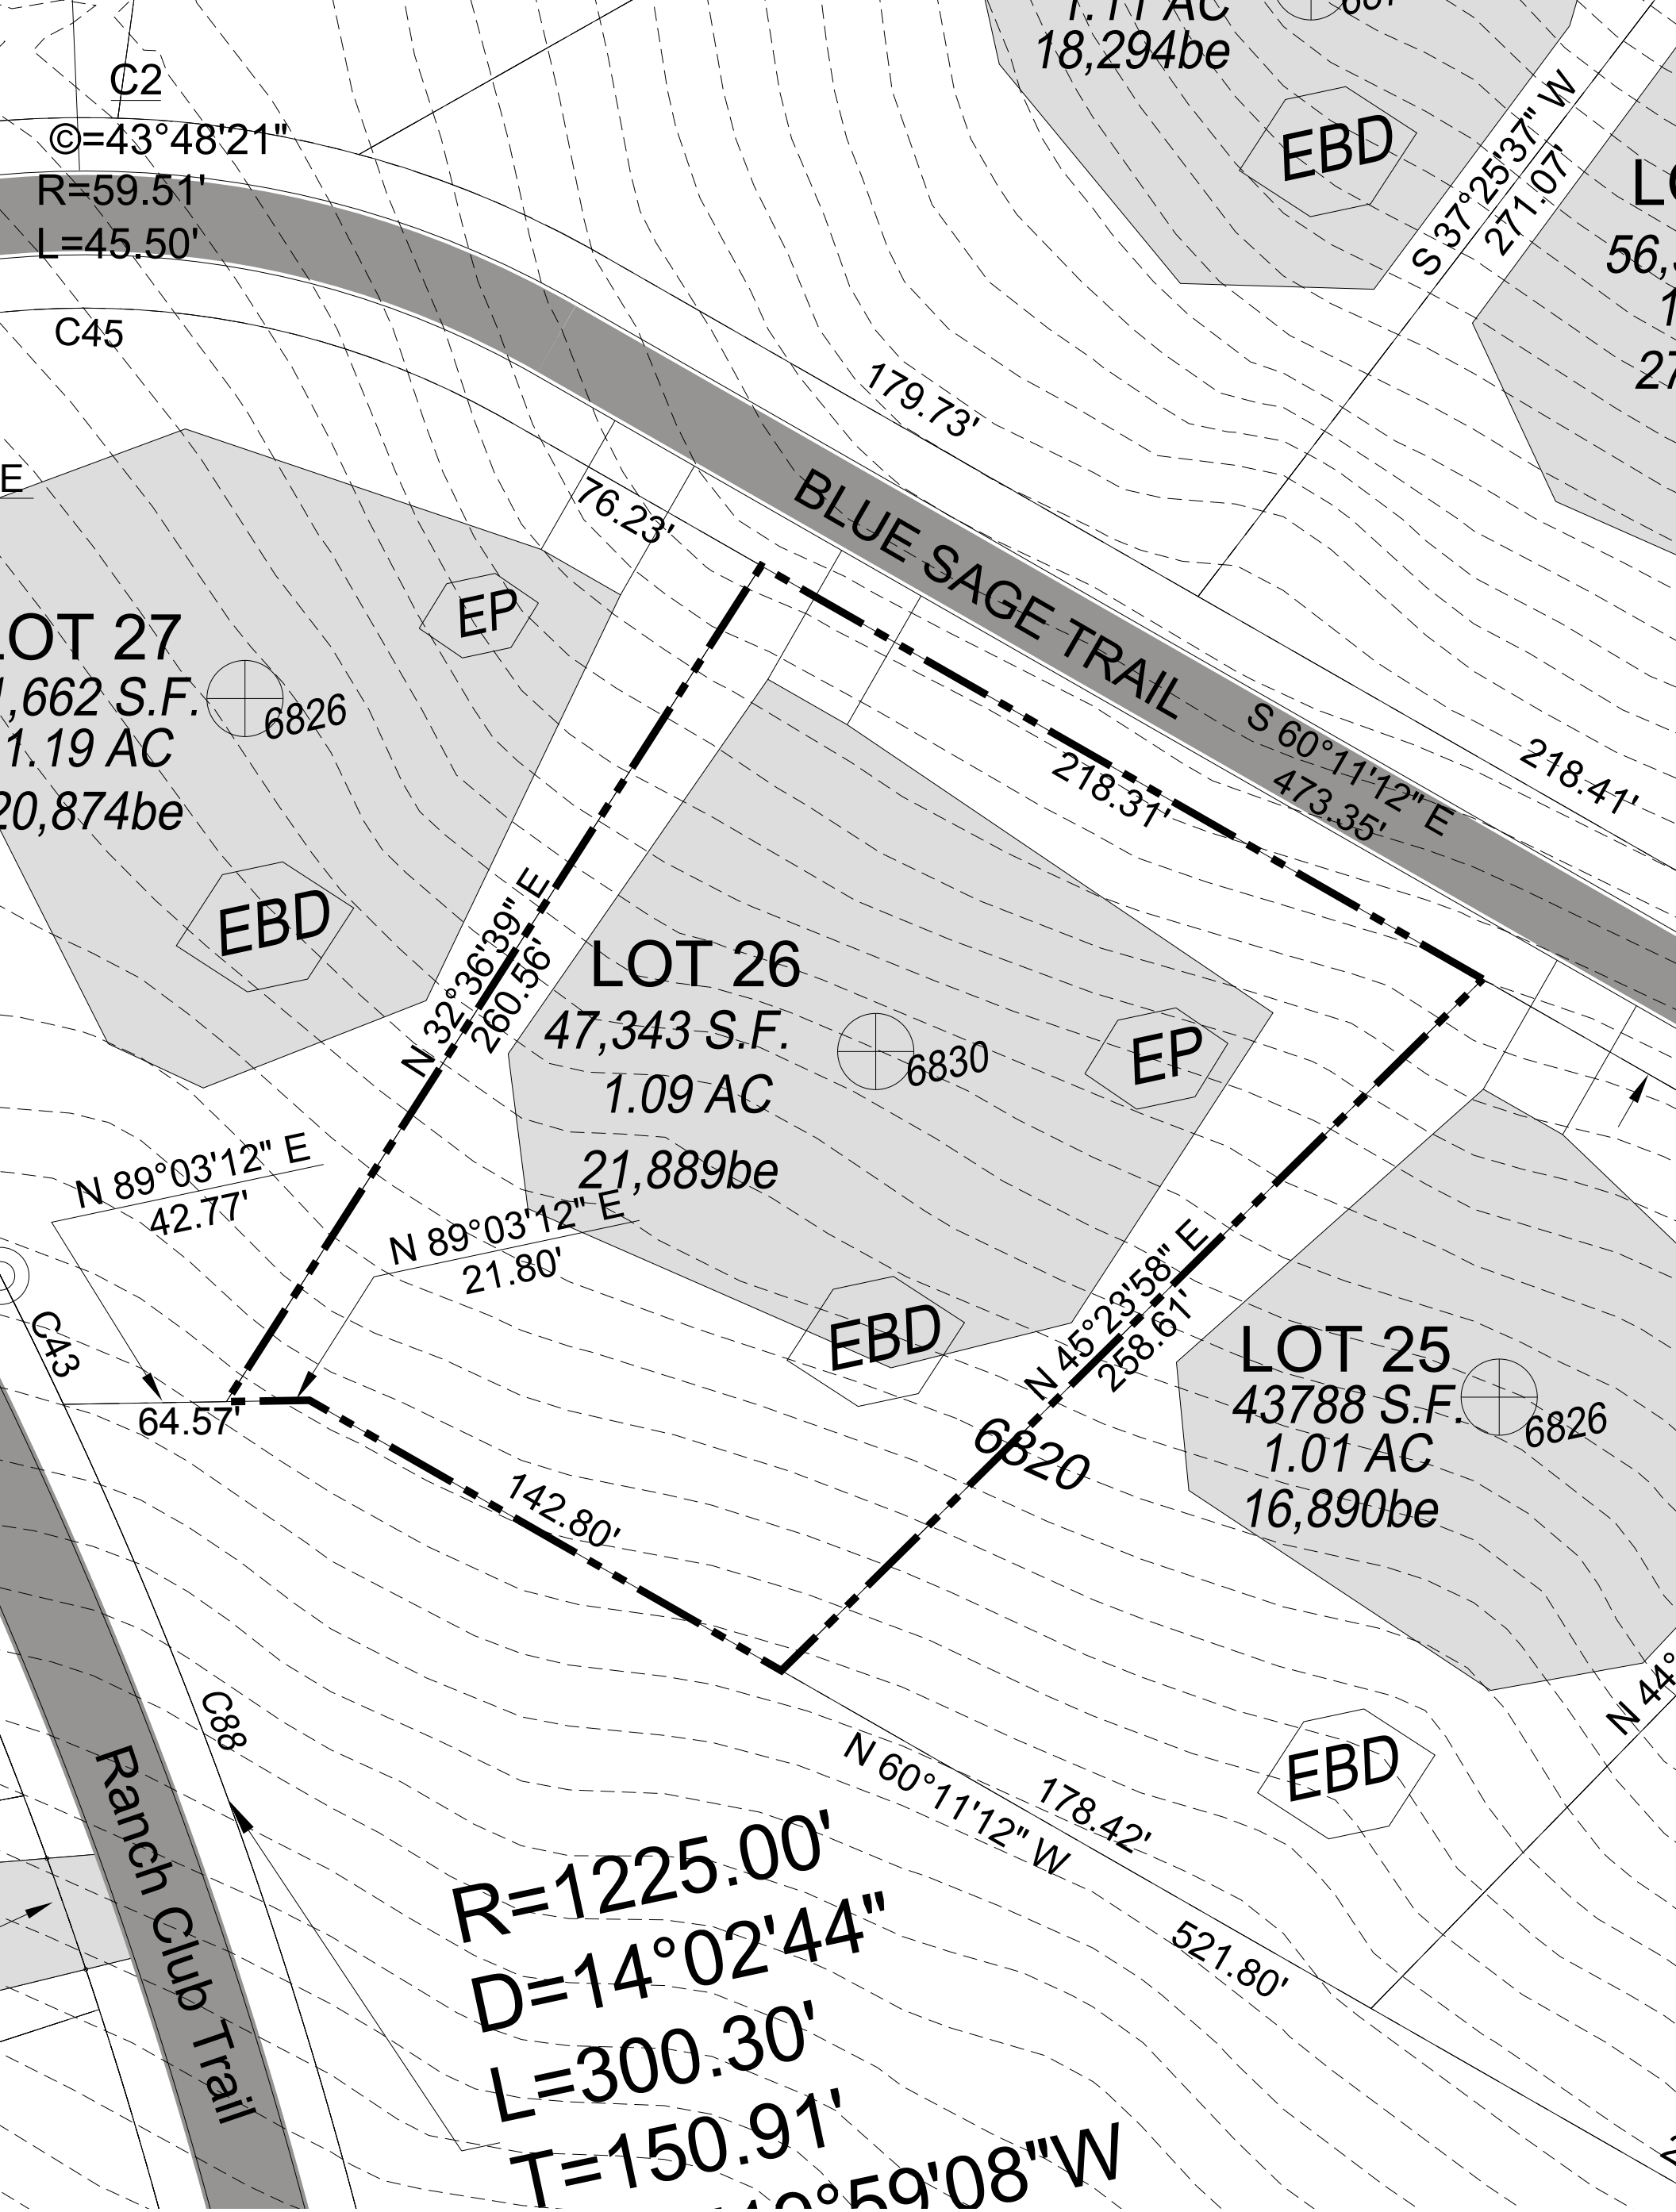 1.11 AC
18,294be
EBD
C2
©=43°48'21"
R=59.51'
L=45.50'
C45
S 37°25'37" W
271.07'
179.73'
E
76.23'
BLUE SAGE TRAIL
S 60°11'12" E
473.35'
218.41'
218.31'
EP
LOT 27
,662 S.F.
1.19 AC
20,874be
6826
EBD
N 32°36'39" E
260.56'
LOT 26
47,343 S.F.
1.09 AC
21,889be
6830
EP
EBD
N 89°03'12" E
42.77'
N 89°03'12" E
21.80'
C43
64.57'
142.80'
N 45°23'58" E
258.61'
6820
LOT 25
43788 S.F.
1.01 AC
16,890be
6826
EBD
N 44°
C88
Ranch Club Trail
N 60°11'12" W
178.42'
521.80'
R=1225.00'
D=14°02'44"
L=300.30'
T=150.91'
°59'08"W